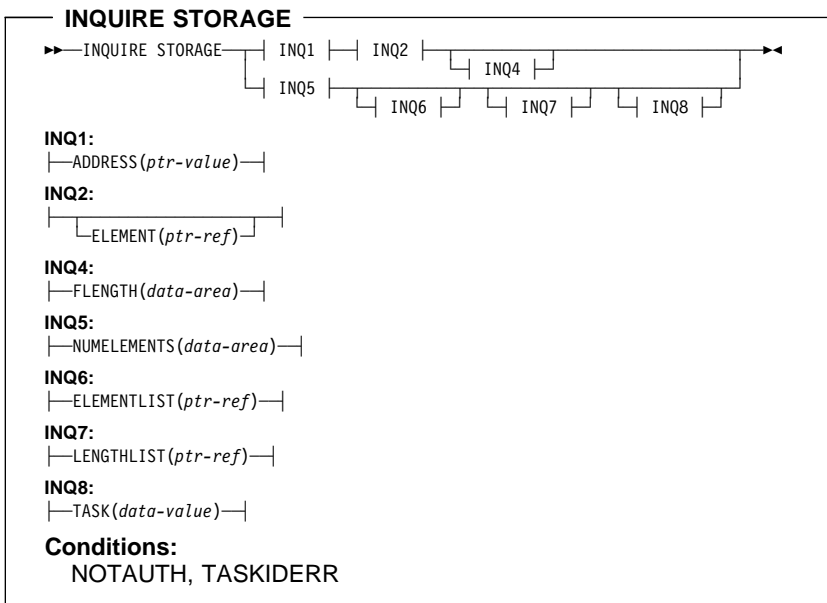 INQUIRE STORAGE
►►──INQUIRE STORAGE──┬─┤ INQ1 ├─┤ INQ2 ├─┬──────────┬─┬─►◄
└─┤ INQ4 ├─┘
└─┤ INQ5 ├─┬──────────┬─┬──────────┬─┬──────────┬─┘
└─┤ INQ6 ├─┘ └─┤ INQ7 ├─┘ └─┤ INQ8 ├─┘
INQ1:
├──ADDRESS(ptr-value)──┤
INQ2:
├──┬──────────────────┬──┤
└─ELEMENT(ptr-ref)─┘
INQ4:
├──FLENGTH(data-area)──┤
INQ5:
├──NUMELEMENTS(data-area)──┤
INQ6:
├──ELEMENTLIST(ptr-ref)──┤
INQ7:
├──LENGTHLIST(ptr-ref)──┤
INQ8:
├──TASK(data-value)──┤
Conditions:
NOTAUTH, TASKIDERR